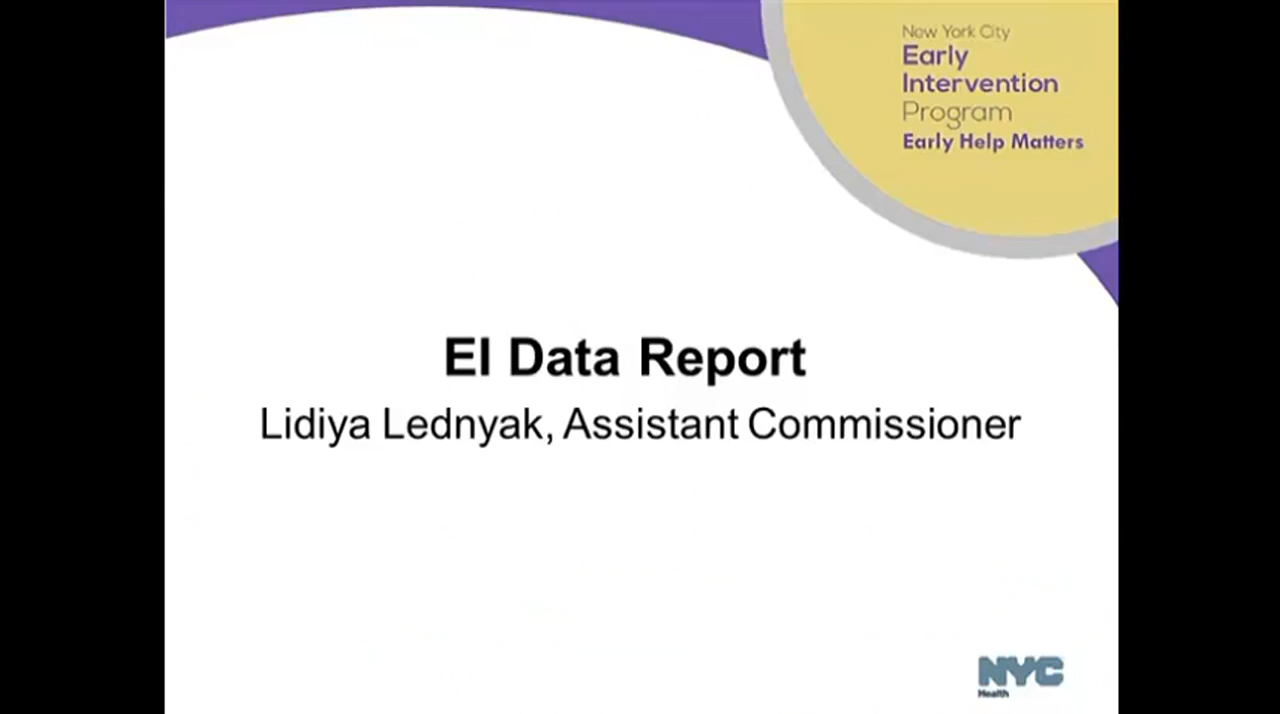 New York City
Early
Intervention
Program
Early Help Matters
EI Data Report
Lidiya Lednyak, Assistant Commissioner
NYC
Health